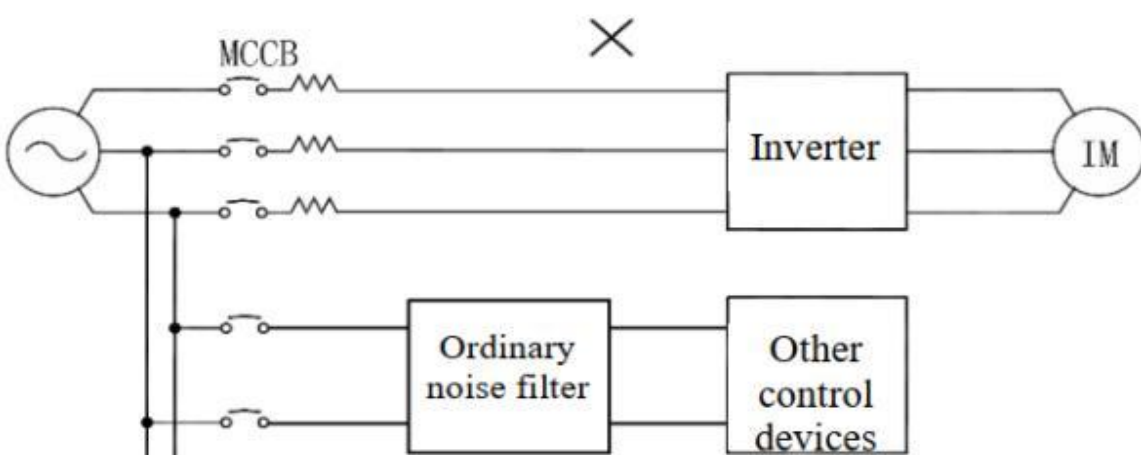 MCCB
Inverter
IM
Ordinary
noise filter
Other
control
devices